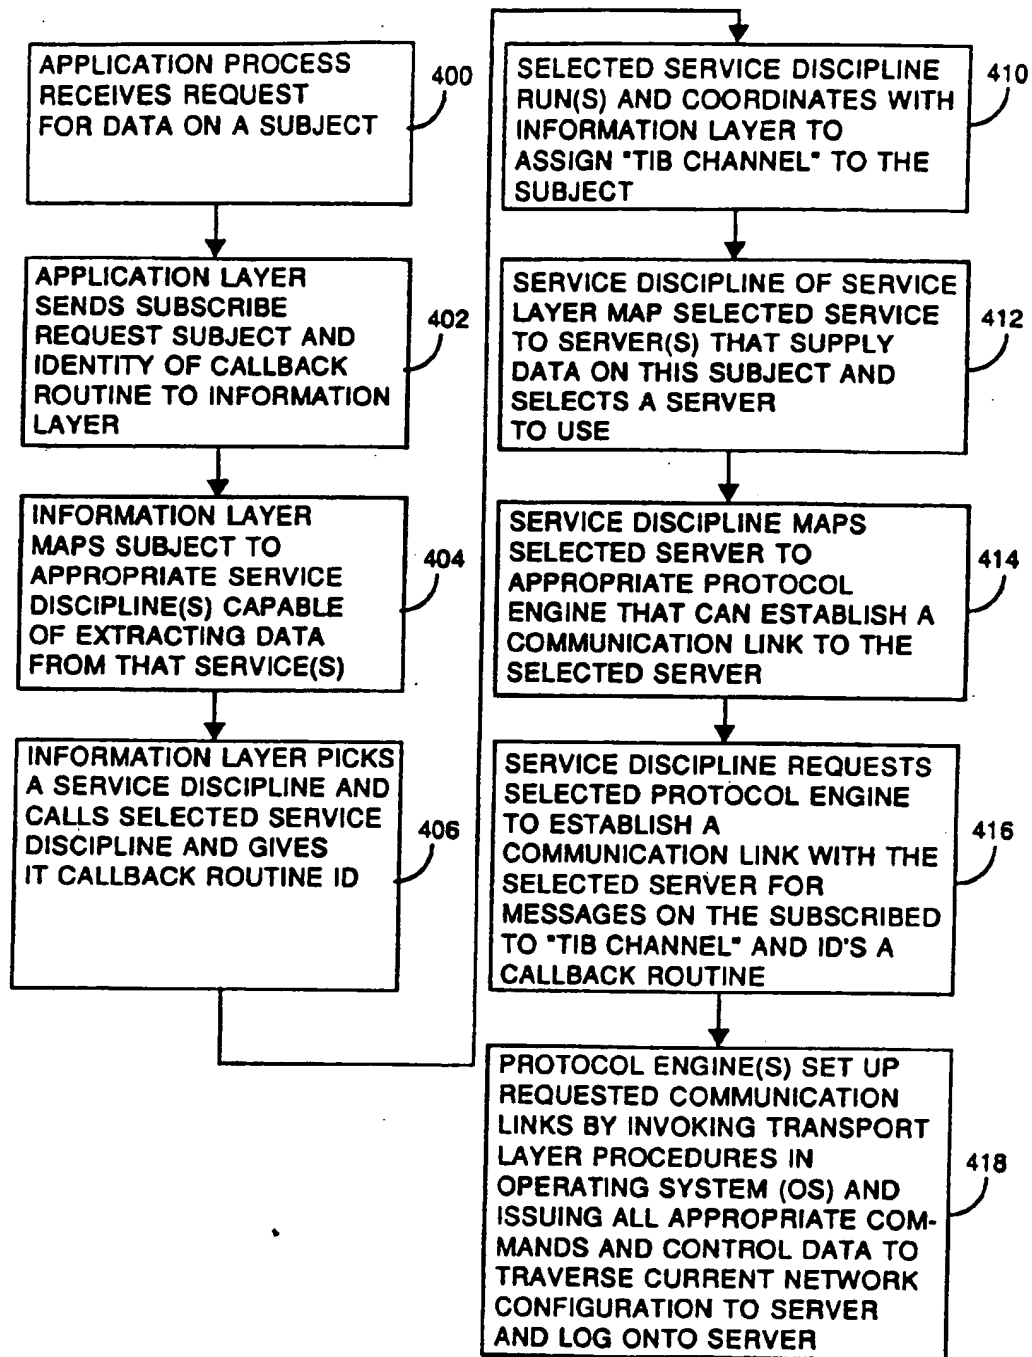 APPLICATION PROCESS
RECEIVES REQUEST
FOR DATA ON A SUBJECT
400
APPLICATION LAYER
SENDS SUBSCRIBE
REQUEST SUBJECT AND
IDENTITY OF CALLBACK
ROUTINE TO INFORMATION
LAYER
402
INFORMATION LAYER
MAPS SUBJECT TO
APPROPRIATE SERVICE
DISCIPLINE(S) CAPABLE
OF EXTRACTING DATA
FROM THAT SERVICE(S)
404
INFORMATION LAYER PICKS
A SERVICE DISCIPLINE AND
CALLS SELECTED SERVICE
DISCIPLINE AND GIVES
IT CALLBACK ROUTINE ID
406
SELECTED SERVICE DISCIPLINE
RUN(S) AND COORDINATES WITH
INFORMATION LAYER TO
ASSIGN "TIB CHANNEL" TO THE
SUBJECT
410
SERVICE DISCIPLINE OF SERVICE
LAYER MAP SELECTED SERVICE
TO SERVER(S) THAT SUPPLY
DATA ON THIS SUBJECT AND
SELECTS A SERVER
TO USE
412
SERVICE DISCIPLINE MAPS
SELECTED SERVER TO
APPROPRIATE PROTOCOL
ENGINE THAT CAN ESTABLISH A
COMMUNICATION LINK TO THE
SELECTED SERVER
414
SERVICE DISCIPLINE REQUESTS
SELECTED PROTOCOL ENGINE
TO ESTABLISH A
COMMUNICATION LINK WITH THE
SELECTED SERVER FOR
MESSAGES ON THE SUBSCRIBED
TO "TIB CHANNEL" AND ID'S A
CALLBACK ROUTINE
416
PROTOCOL ENGINE(S) SET UP
REQUESTED COMMUNICATION
LINKS BY INVOKING TRANSPORT
LAYER PROCEDURES IN
OPERATING SYSTEM (OS) AND
ISSUING ALL APPROPRIATE COM-
MANDS AND CONTROL DATA TO
TRAVERSE CURRENT NETWORK
CONFIGURATION TO SERVER
AND LOG ONTO SERVER
418